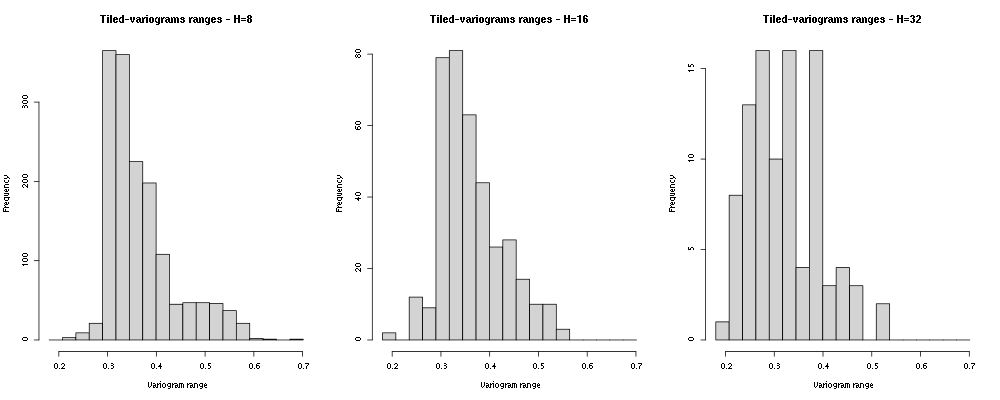 Tiled-variograms ranges - H=8
Frequency
0 100 200 300
0.2 0.3 0.4 0.5 0.6 0.7
Variogram range
Tiled-variograms ranges - H=16
Frequency
0 20 40 60 80
0.2 0.3 0.4 0.5 0.6 0.7
Variogram range
Tiled-variograms ranges - H=32
Frequency
0 5 10 15
0.2 0.3 0.4 0.5 0.6 0.7
Variogram range